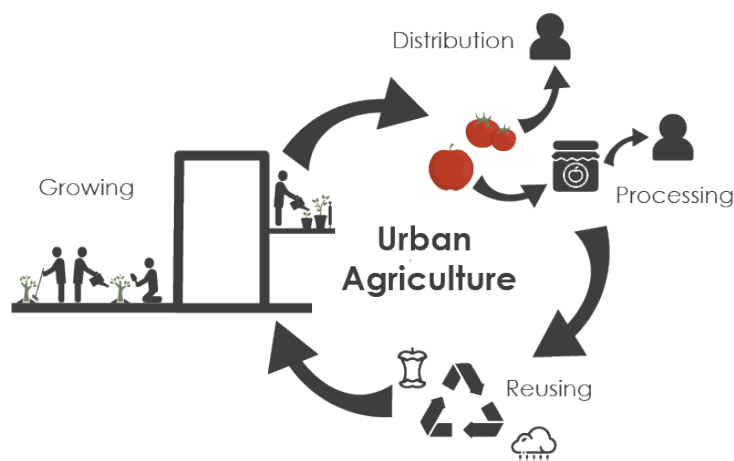 Distribution
Growing
Processing
Urban
Agriculture
Reusing